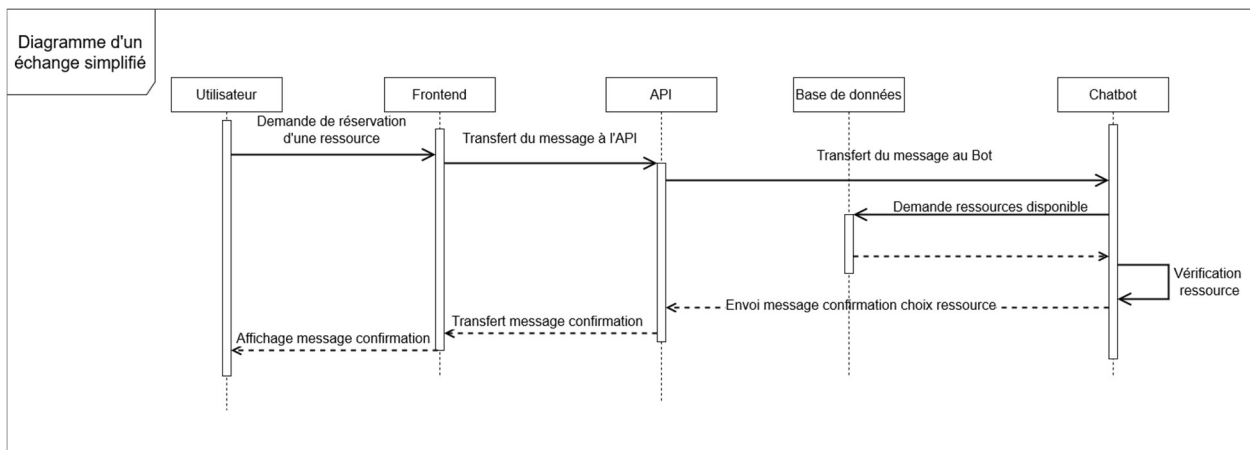 Diagramme d'un
échange simplifié
Utilisateur
Frontend
API
Base de données
Chatbot
Demande de réservation
d'une ressource
Transfert du message à l'API
Transfert du message au Bot
Demande ressources disponible
Vérification
ressource
Envoi message confirmation choix ressource
Transfert message confirmation
Affichage message confirmation